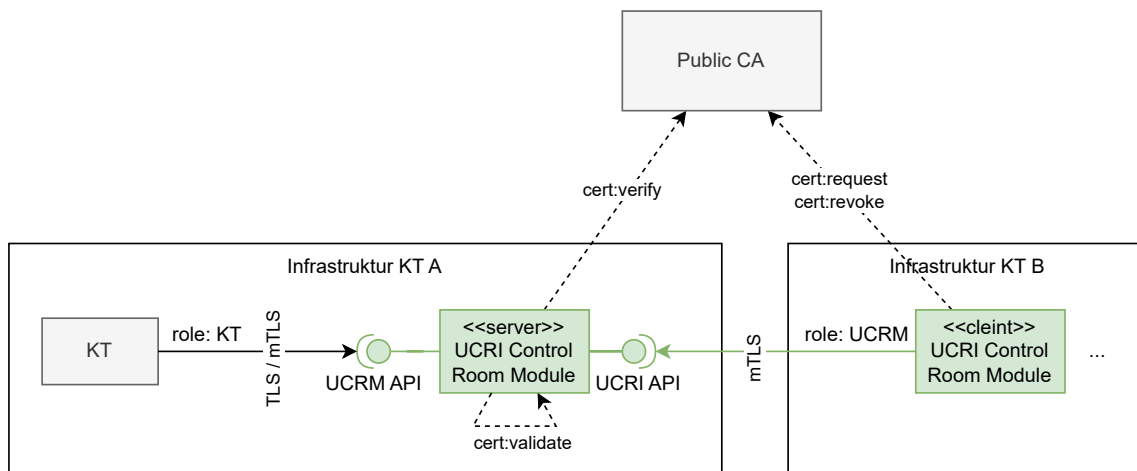 Public CA
cert:verify
cert:request
cert:revoke
Infrastruktur KT A
Infrastruktur KT B
KT
role: KT
TLS / mTLS
UCRM API
<<server>>
UCRI Control
Room Module
UCRI API
cert:validate
mTLS
role: UCRM
<<cleint>>
UCRI Control
Room Module
...